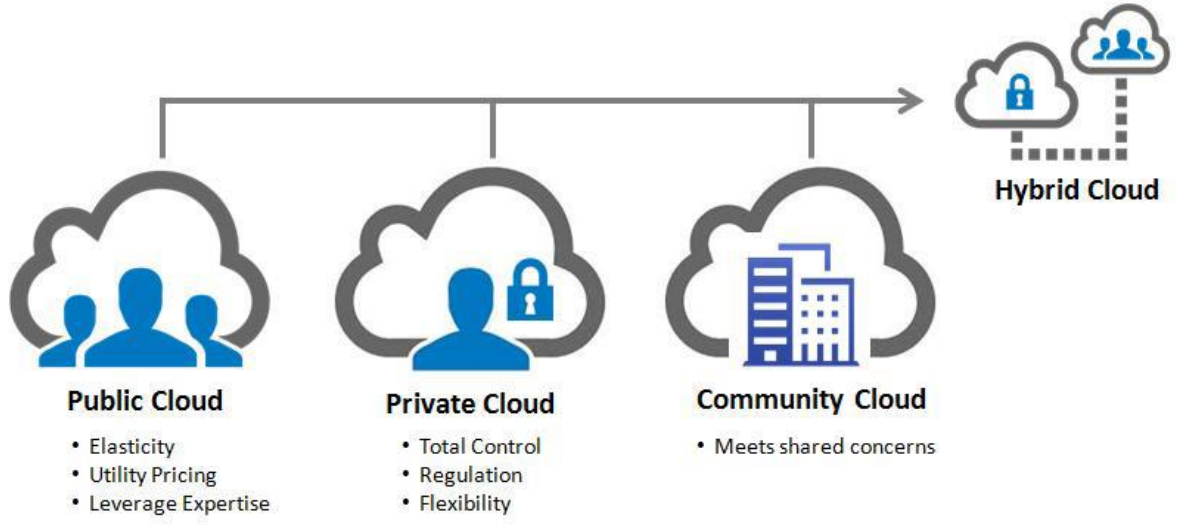 Hybrid Cloud
Public Cloud
• Elasticity
• Utility Pricing
• Leverage Expertise
Private Cloud
• Total Control
• Regulation
• Flexibility
Community Cloud
• Meets shared concerns